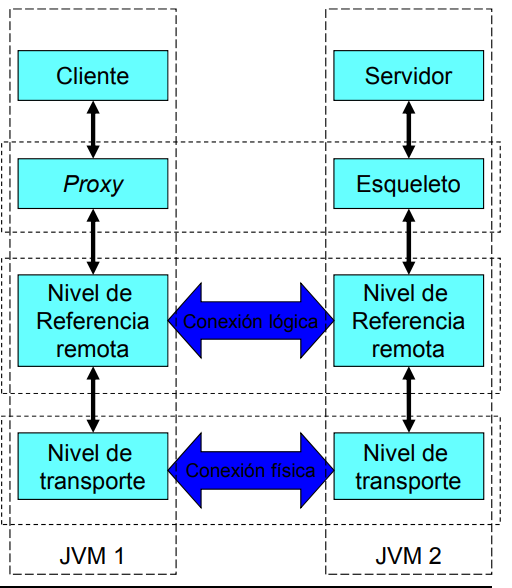 Cliente
Servidor
Proxy
Esqueleto
Nivel de
Referencia
remota
Conexión lógica
Nivel de
Referencia
remota
Nivel de
transporte
Conexión física
Nivel de
transporte
JVM 1
JVM 2